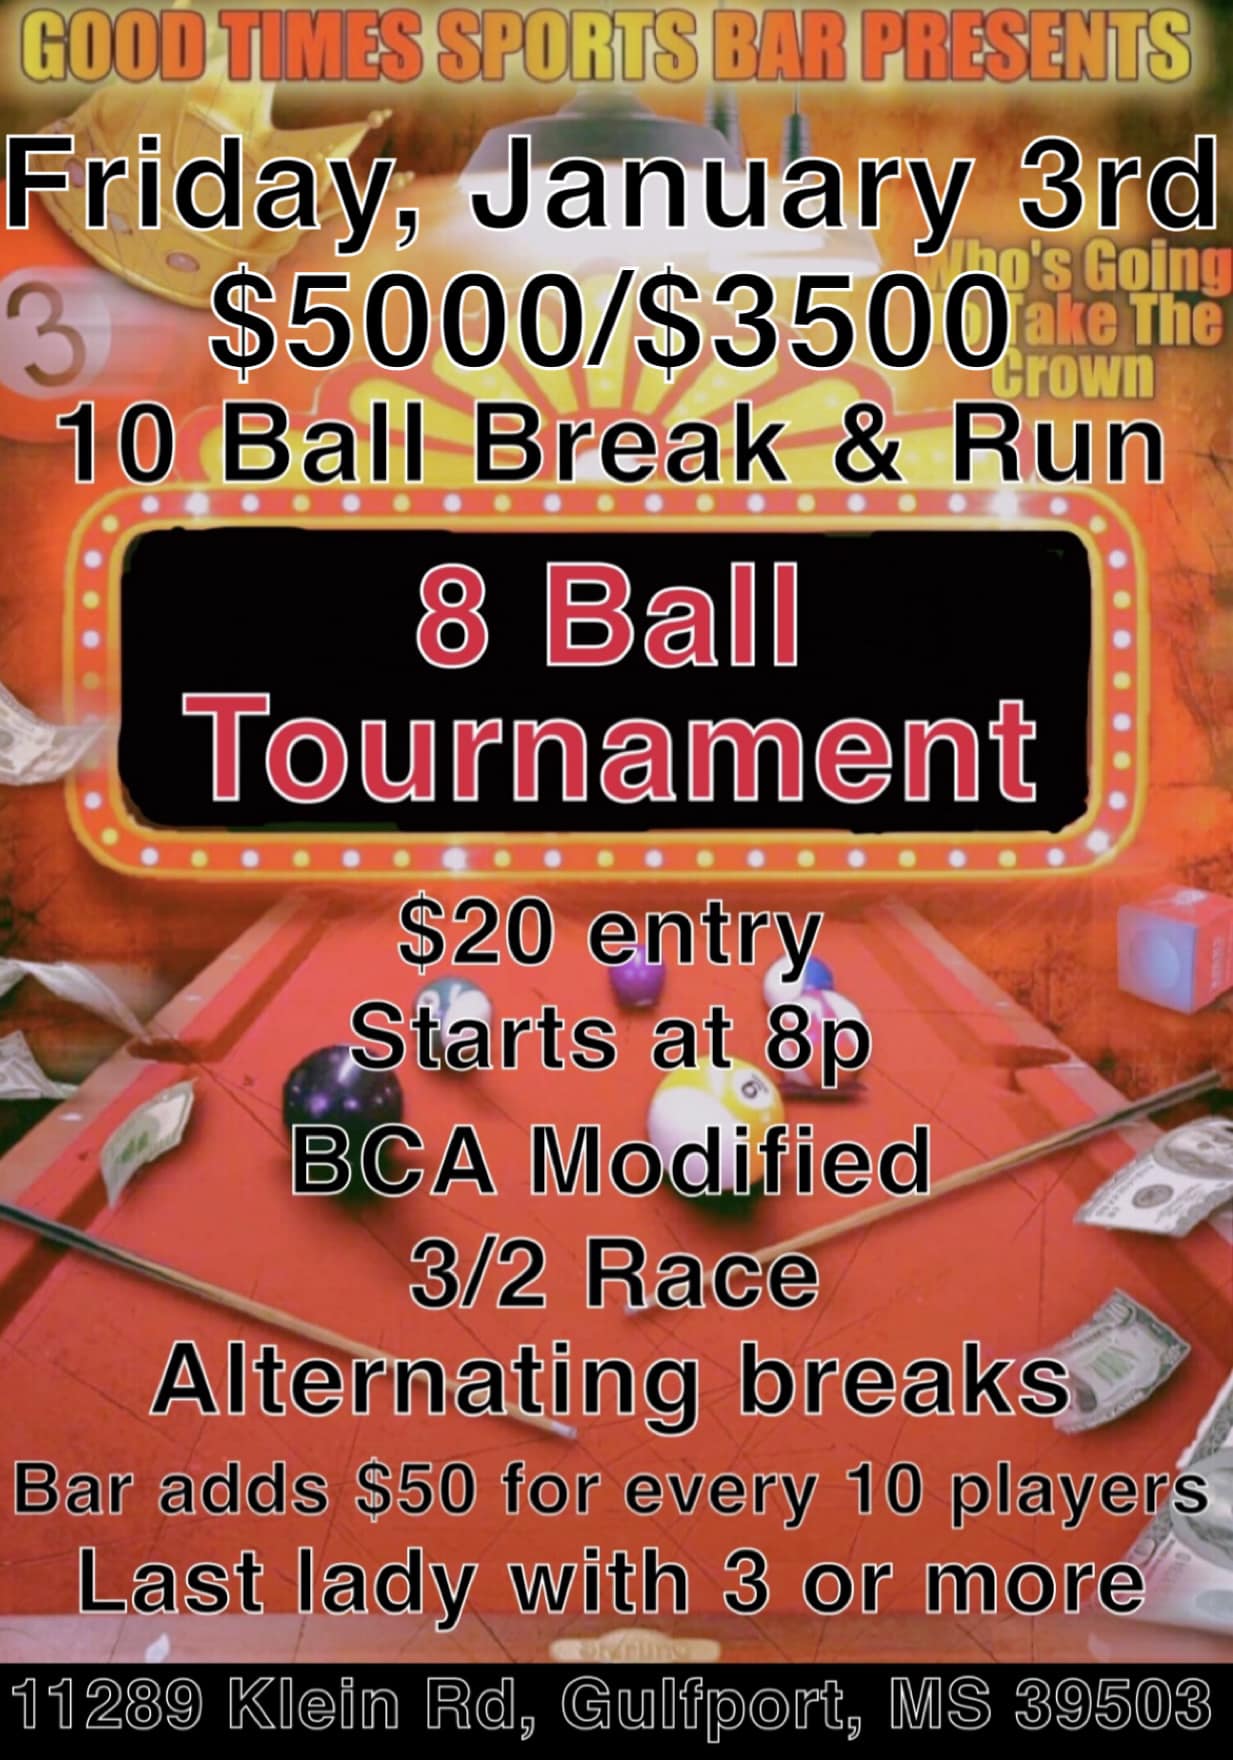 GOOD TIMES SPORTS BAR PRESENTS
Friday, January 3rd
Who's Going
To Take The
Crown
3
$5000/$3500
10 Ball Break & Run
8 Ball
Tournament
$20 entry
Starts at 8p
BCA Modified
3/2 Race
Alternating breaks
Bar adds $50 for every 10 players
Last lady with 3 or more
11289 Klein Rd, Gulfport, MS 39503